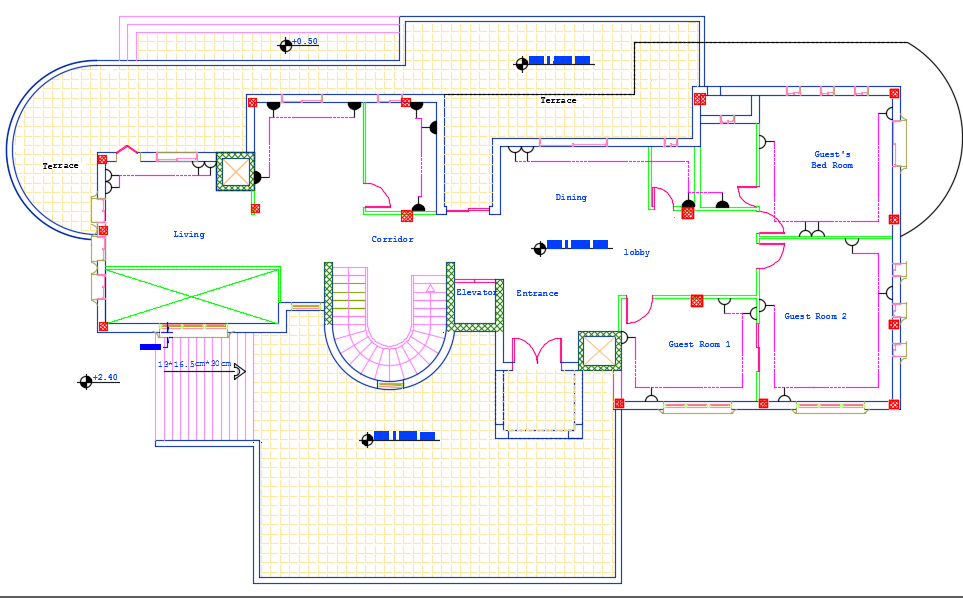 +0.50
Terrace
Guest's
Bed Room
Terrace
Dining
Living
Corridor
lobby
Elevator
Entrance
Guest Room 2
Guest Room 1
13*16.5cm*30cm
+2.40